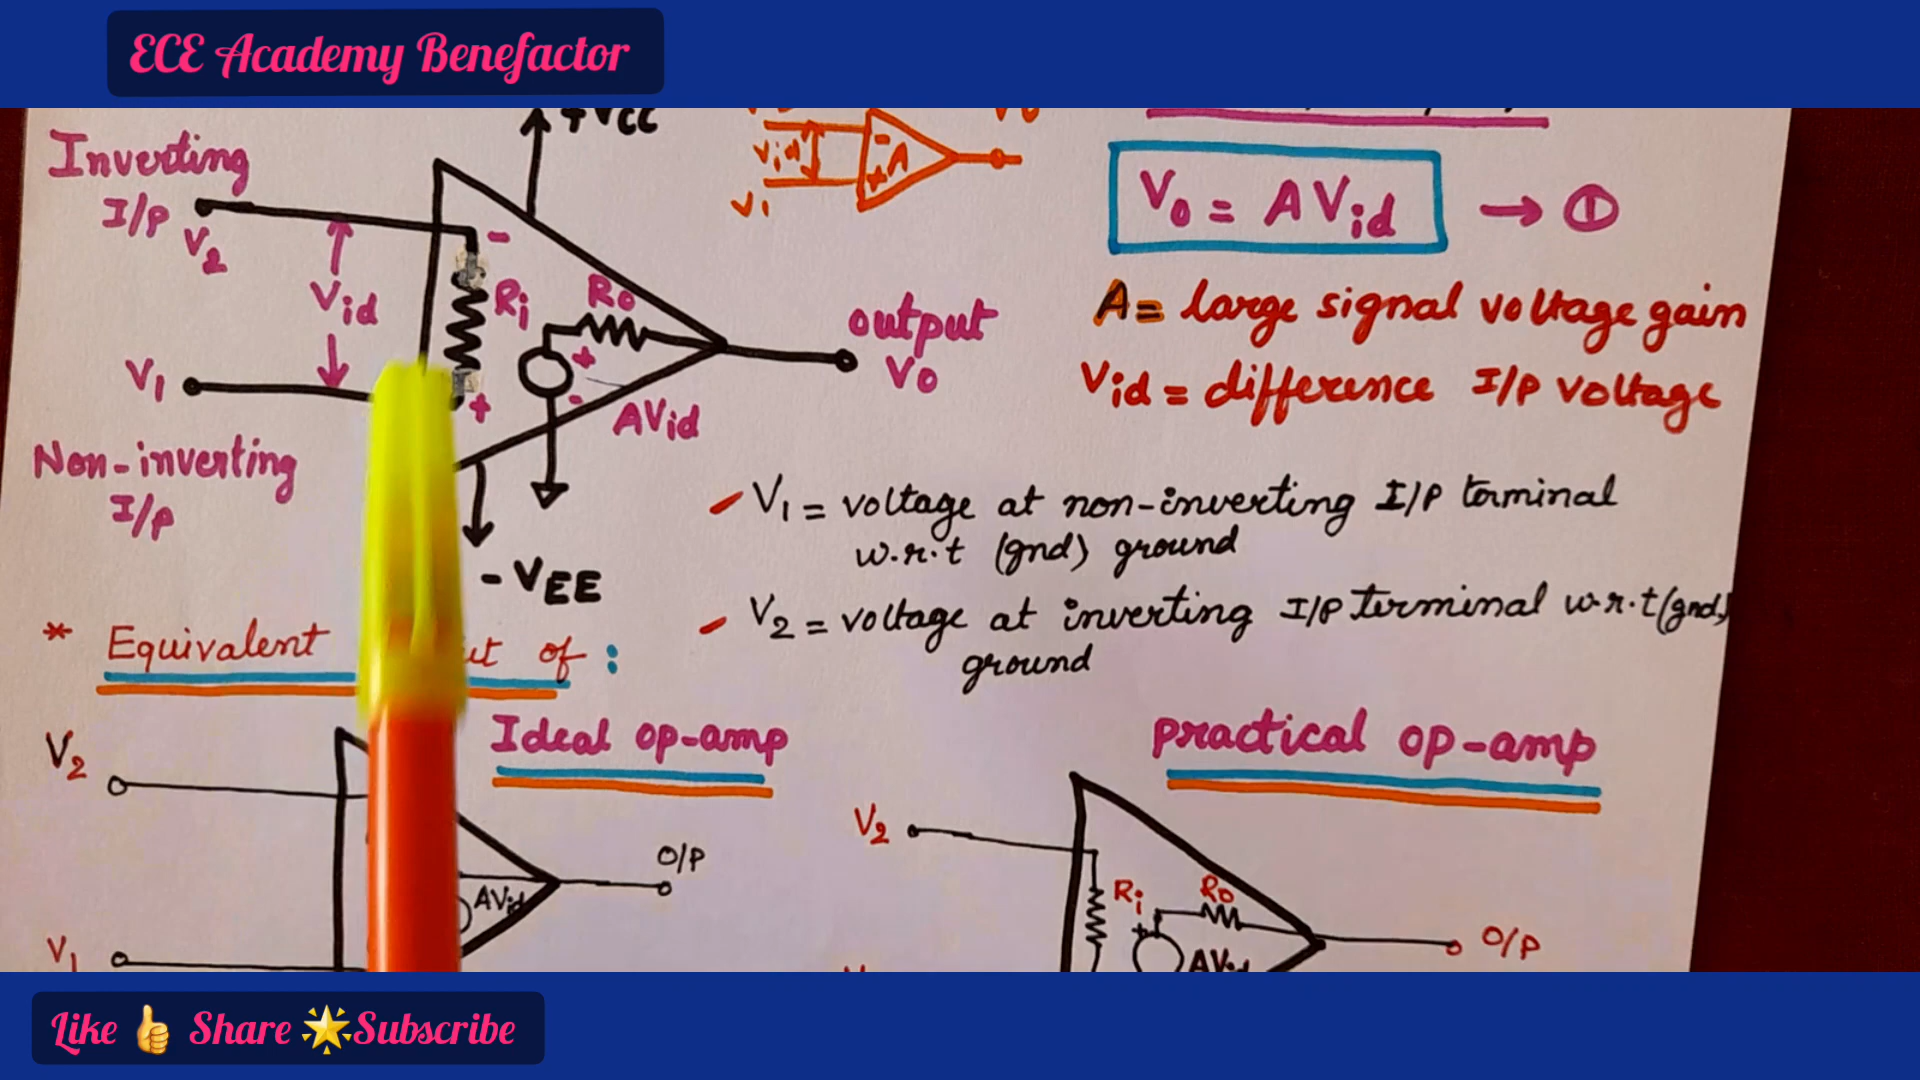 ECE Academy Benefactor
Inverting
I/P
V2
Vid
V1
Non-inverting
I/P
+VCC
-
Ri
+
Ro
+
-
AVid
output
Vo
-VEE
Vid
V1
-
+
A
Vo = AVid → ①
A = large signal voltage gain
Vid = difference I/P voltage
V1 = voltage at non-inverting I/P terminal
w.r.t (gnd) ground
V2 = voltage at inverting I/P terminal w.r.t (gnd)
ground
* Equivalent of :
Ideal op-amp
V2
AVid
O/P
V1
practical op-amp
V2
Ri
Ro
+
AVid
O/P
Like 👍 Share 🌟Subscribe